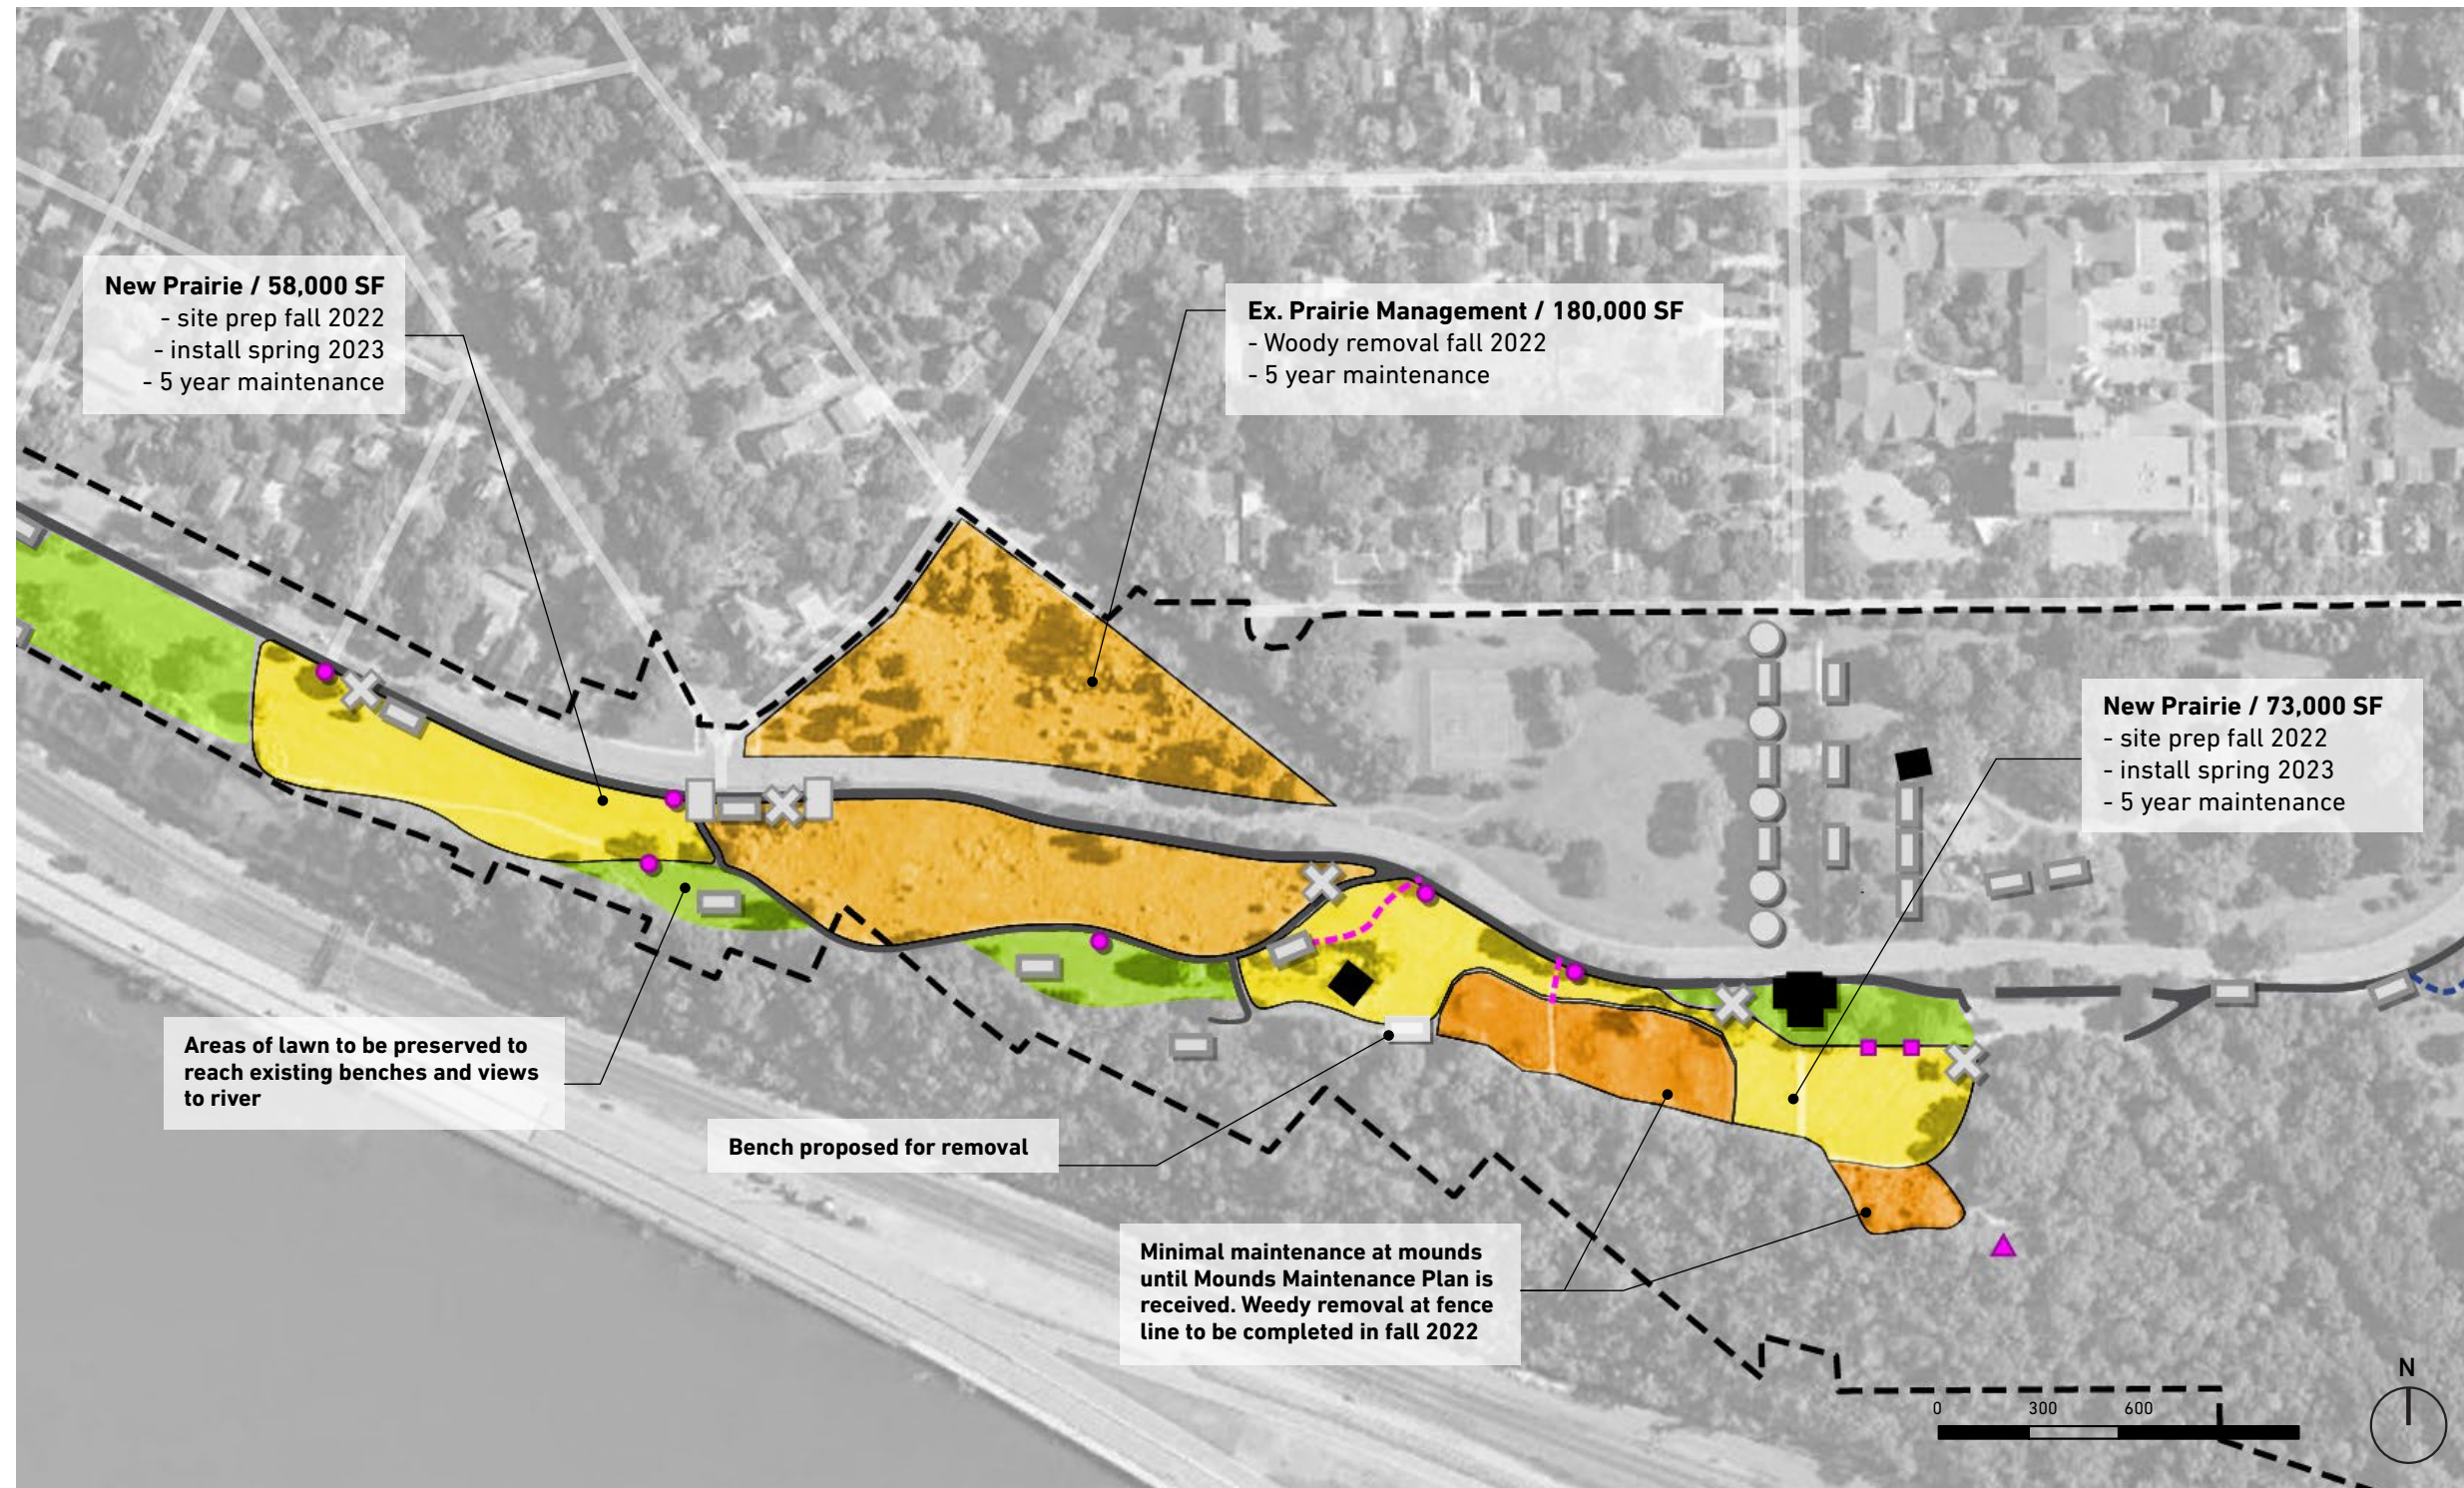 New Prairie / 58,000 SF
- site prep fall 2022
- install spring 2023
- 5 year maintenance
Ex. Prairie Management / 180,000 SF
- Woody removal fall 2022
- 5 year maintenance
New Prairie / 73,000 SF
- site prep fall 2022
- install spring 2023
- 5 year maintenance
Areas of lawn to be preserved to
reach existing benches and views
to river
Bench proposed for removal
Minimal maintenance at mounds
until Mounds Maintenance Plan is
received. Weedy removal at fence
line to be completed in fall 2022
N
0 300 600